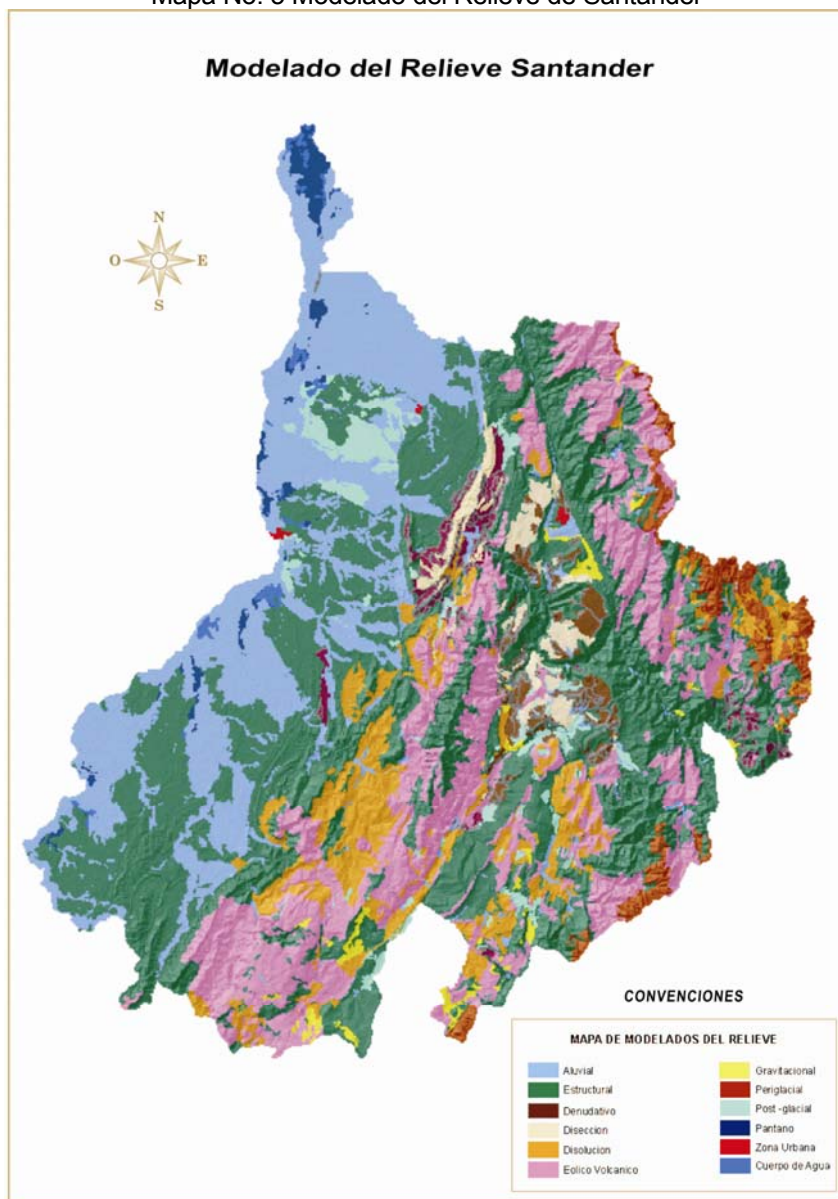 Mapa No. 3 Modelado del Relieve de Santander
Modelado del Relieve Santander
N
O
E
S
CONVENCIONES
MAPA DE MODELADOS DEL RELIEVE
Aluvial
Estructural
Denudativo
Diseccion
Disolucion
Eolico Volcanico
Gravitacional
Periglacial
Post -glacial
Pantano
Zona Urbana
Cuerpo de Agua